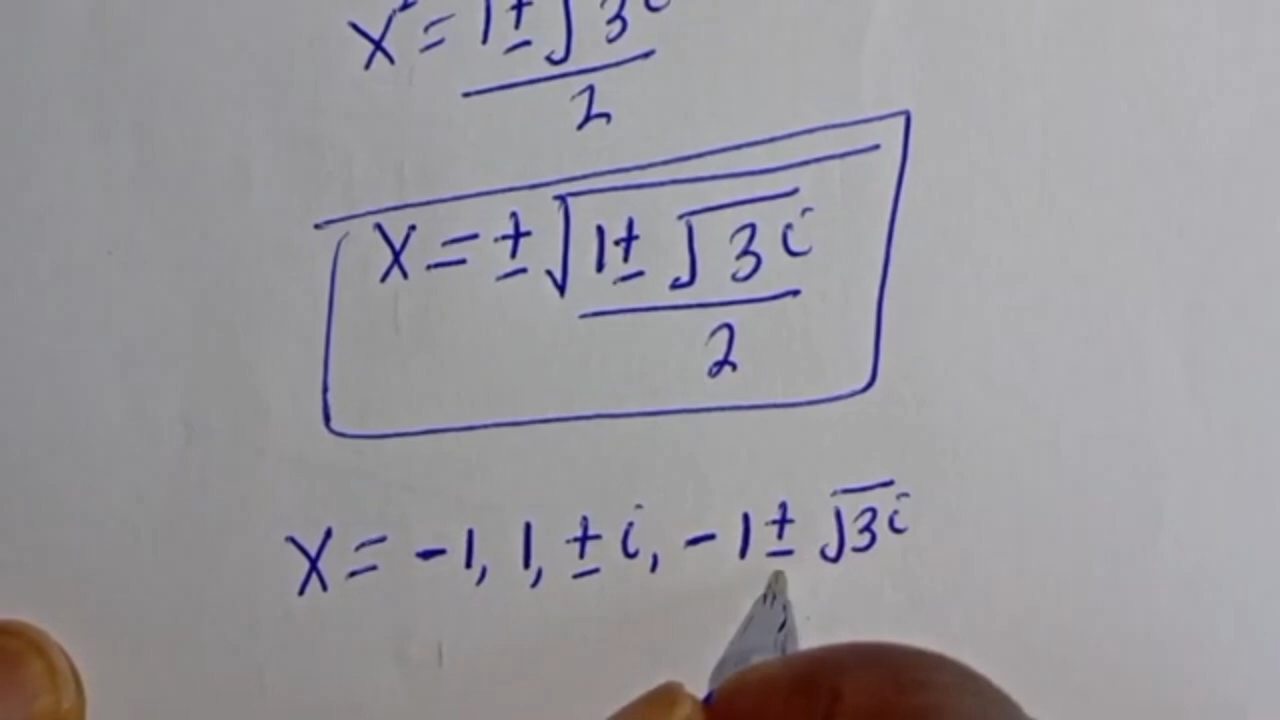 x² = 1±√3i
2
x = ±√1±√3i
2
x = -1, 1, ±i, -1±√3i